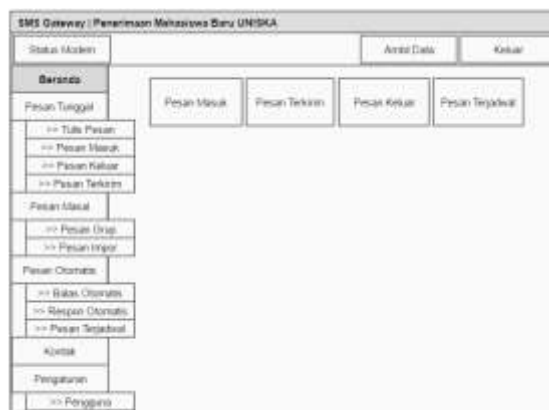 SMS Gateway | Penerimaan Mahasiswa Baru UNISKA
Status Modem
Ambil Data
Keluar
Beranda
Pesan Masuk
Pesan Terkirim
Pesan Keluar
Pesan Terjadwal
Pesan Tunggal
>> Tulis Pesan
>> Pesan Masuk
>> Pesan Keluar
>> Pesan Terkirim
Pesan Masal
>> Pesan Grup
>> Pesan Impor
Pesan Otomatis
>> Balas Otomatis
>> Respon Otomatis
>> Pesan Terjadwal
Kontak
Pengaturan
>> Pengguna